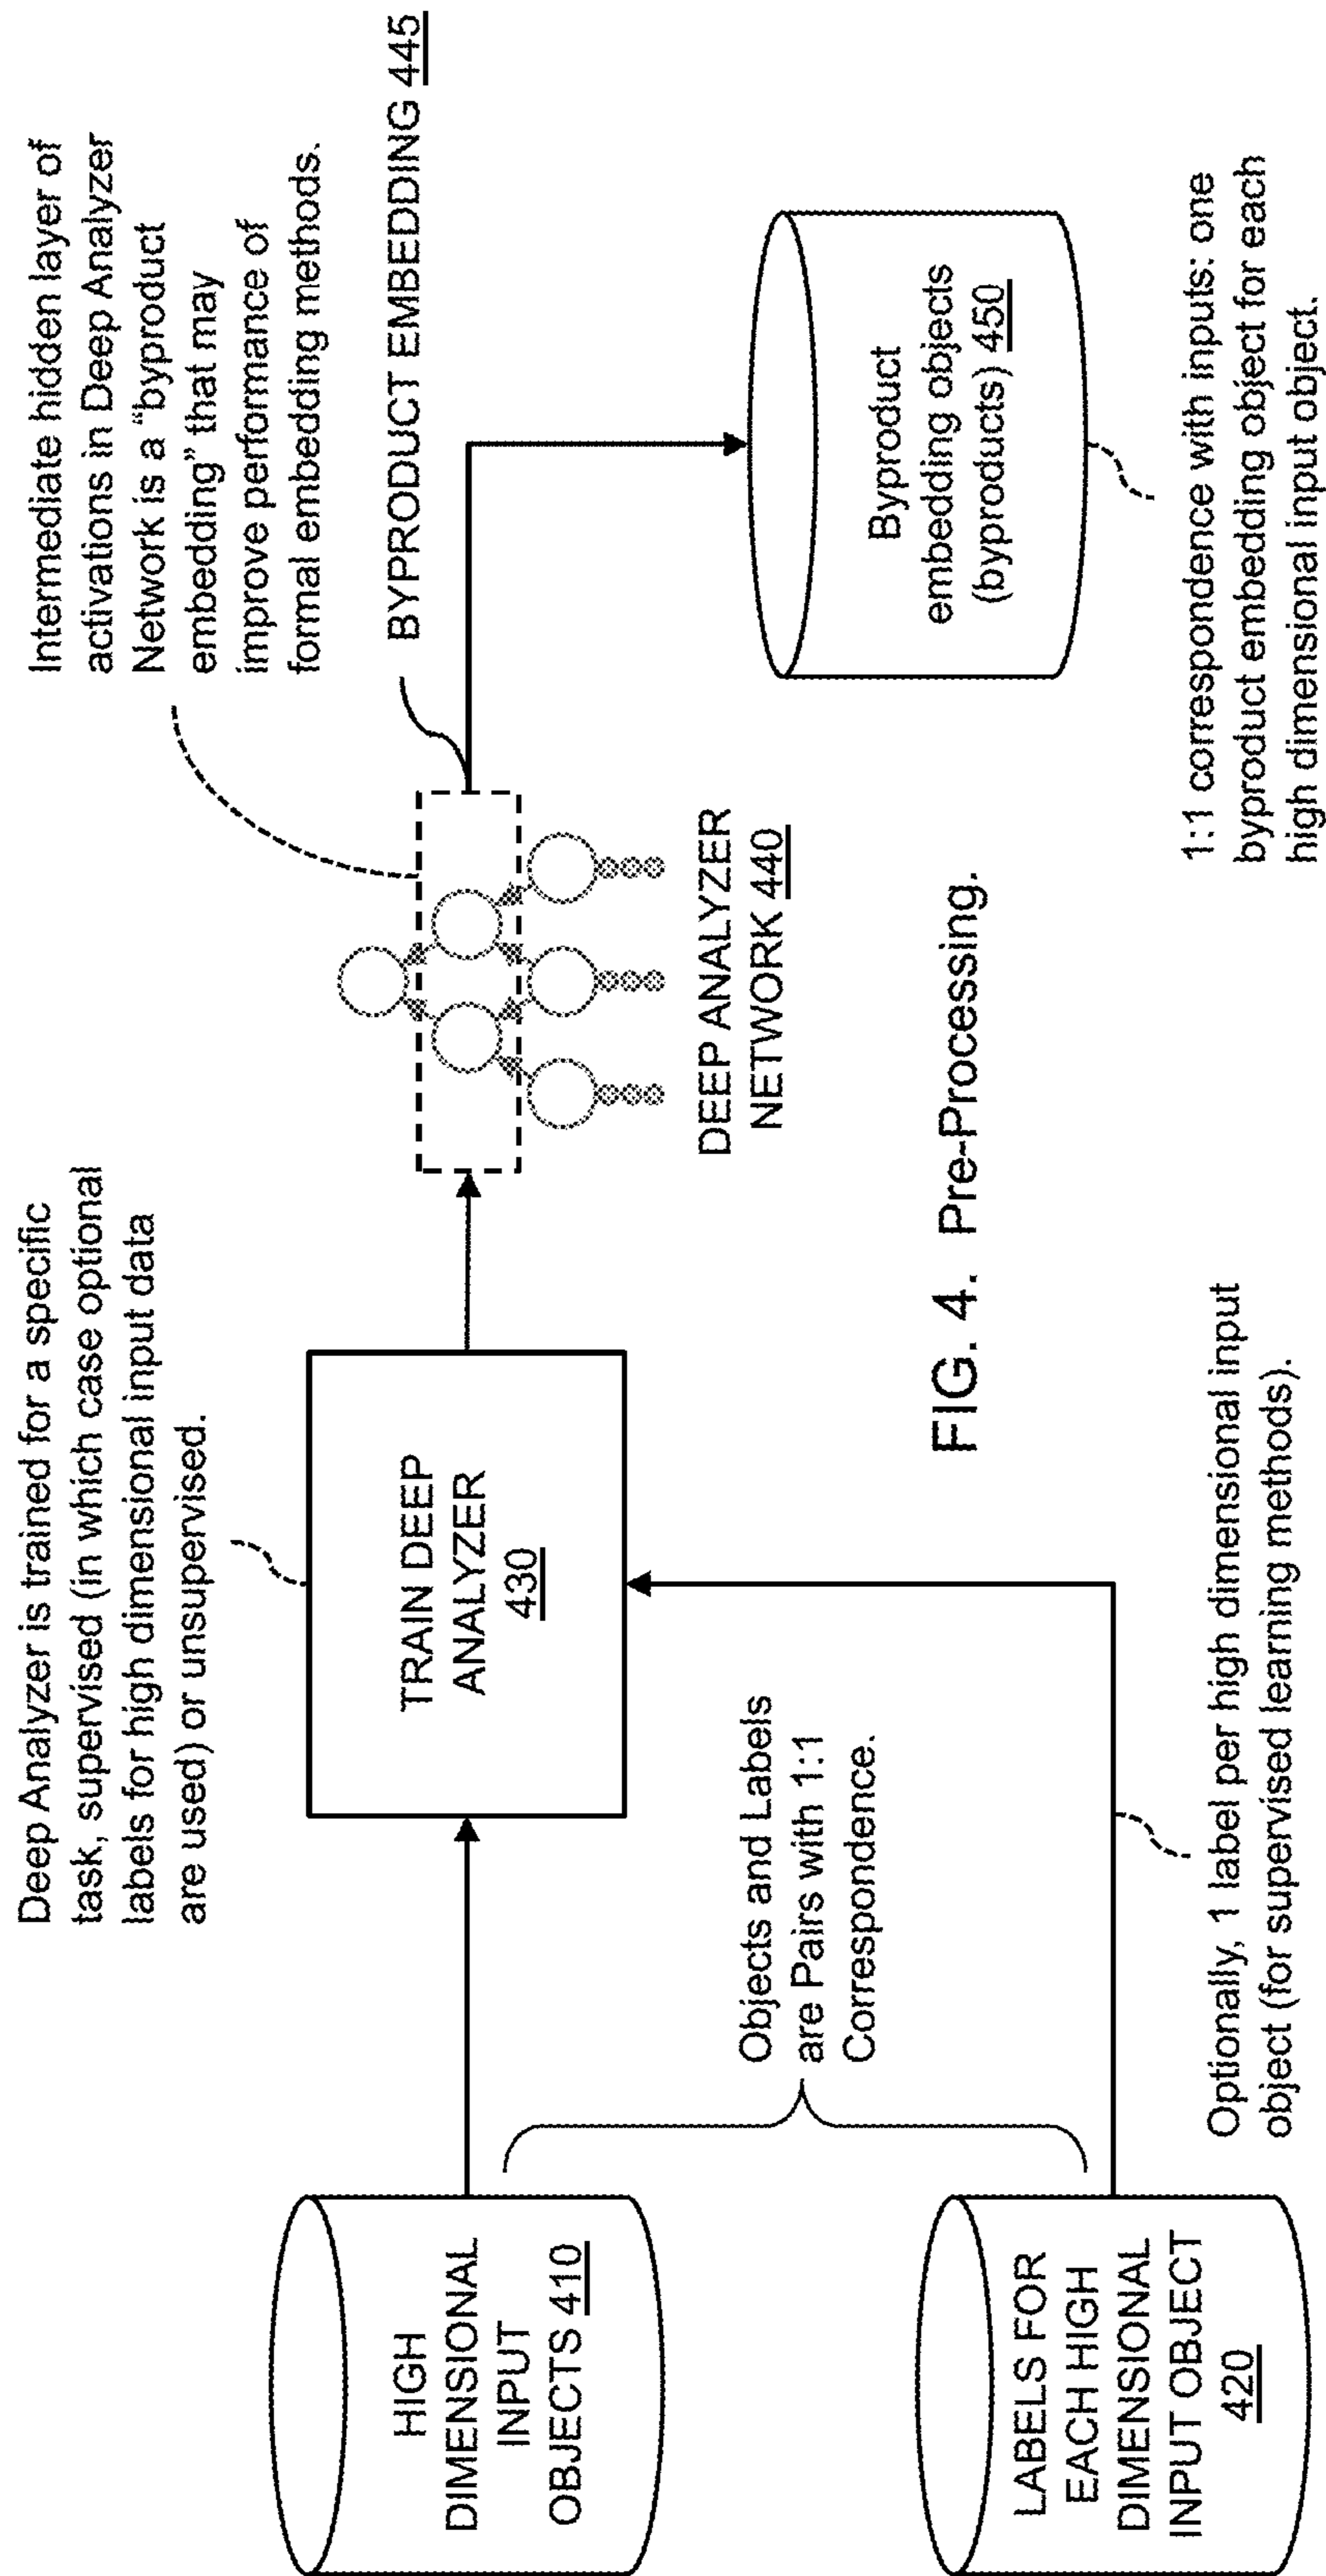 Deep Analyzer is trained for a specific
task, supervised (in which case optional
labels for high dimensional input data
are used) or unsupervised.
Intermediate hidden layer of
activations in Deep Analyzer
Network is a "byproduct
embedding" that may
improve performance of
formal embedding methods.
HIGH
DIMENSIONAL
INPUT
OBJECTS 410
TRAIN DEEP
ANALYZER
430
BYPRODUCT EMBEDDING 445
DEEP ANALYZER
NETWORK 440
Objects and Labels
are Pairs with 1:1
Correspondence.
Byproduct
embedding objects
(byproducts) 450
LABELS FOR
EACH HIGH
DIMENSIONAL
INPUT OBJECT
420
Optionally, 1 label per high dimensional input
object (for supervised learning methods).
1:1 correspondence with inputs: one
byproduct embedding object for each
high dimensional input object.
FIG. 4. Pre-Processing.